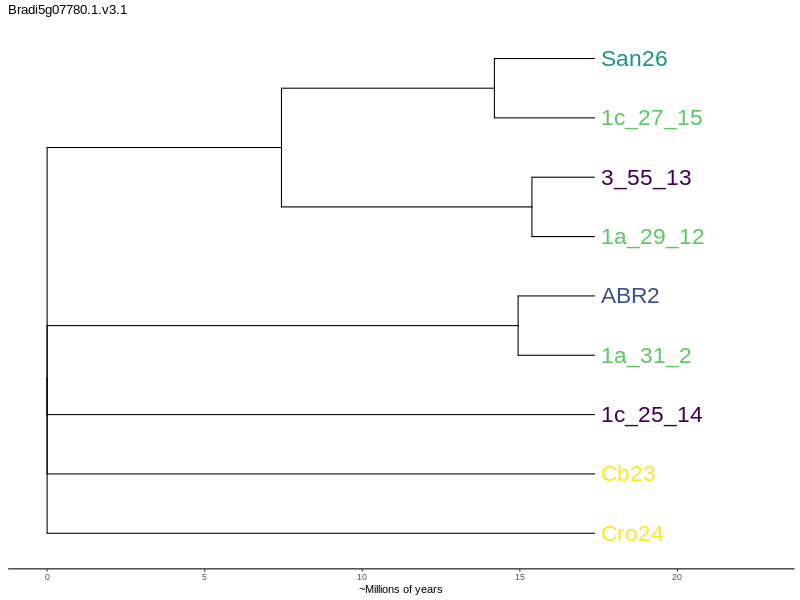 Bradi5g07780.1.v3.1
San26
1c_27_15
3_55_13
1a_29_12
ABR2
1a_31_2
1c_25_14
Cb23
Cro24
0 5 10 15 20
~Millions of years